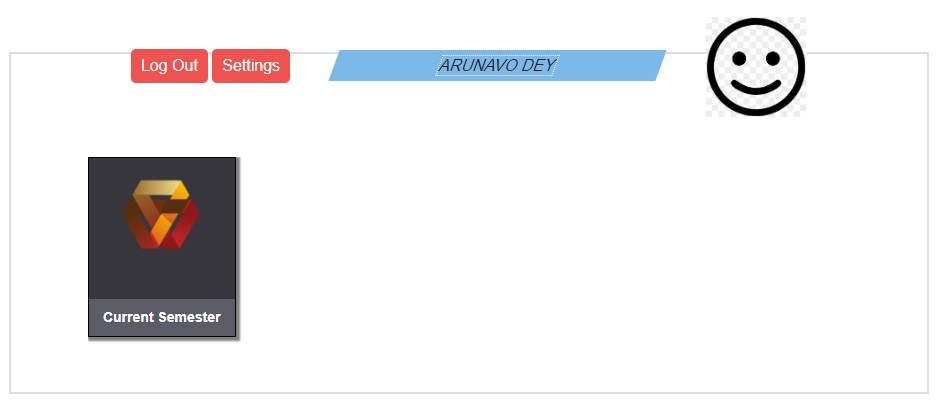 Log Out Settings ARUNAVO DEY
Current Semester